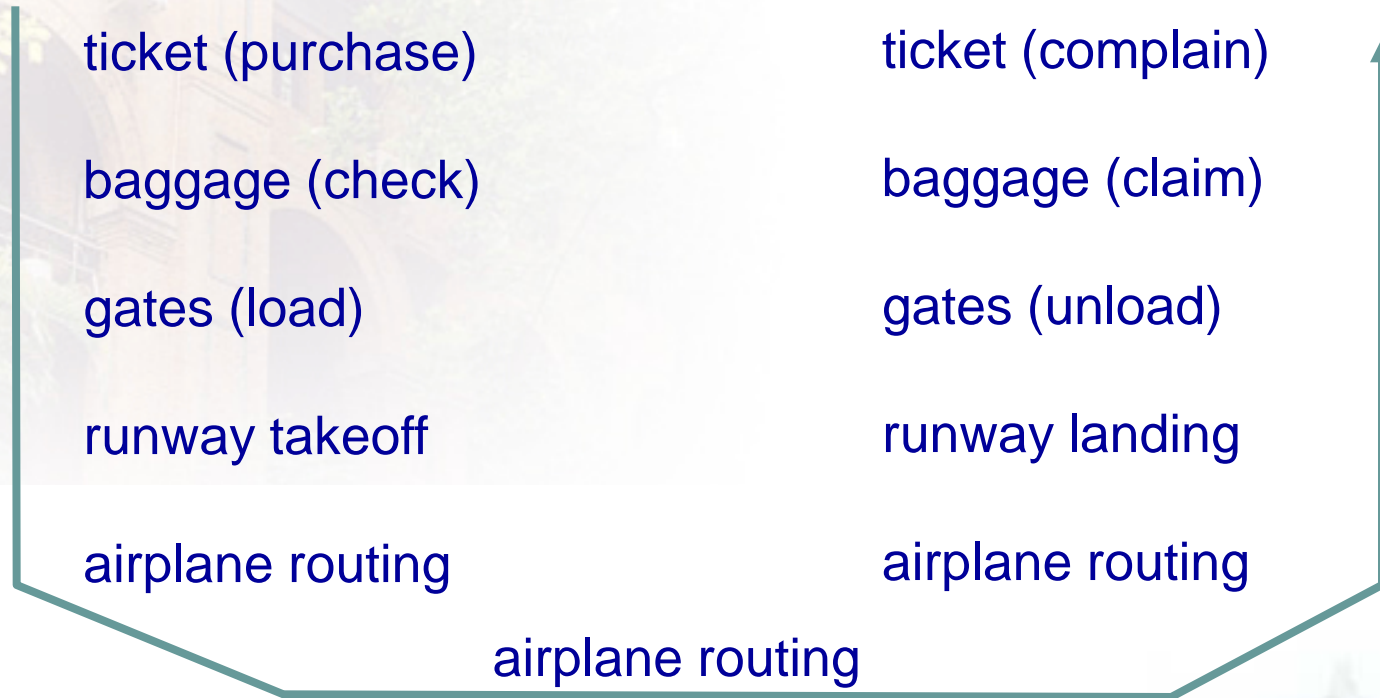 ticket (purchase)
baggage (check)
gates (load)
runway takeoff
airplane routing
ticket (complain)
baggage (claim)
gates (unload)
runway landing
airplane routing
airplane routing